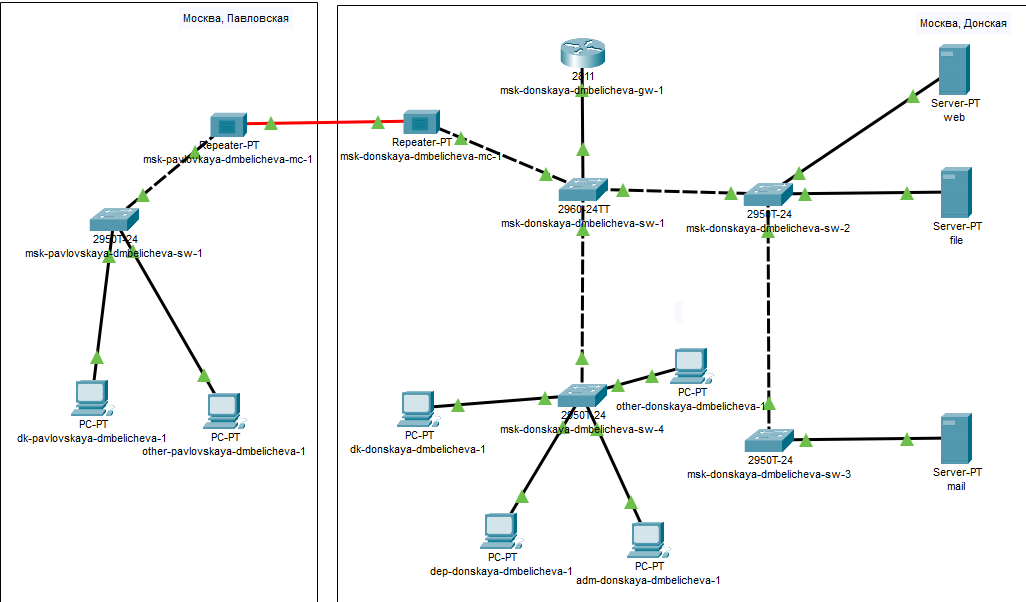 Москва, Павловская
Repeater-PT
msk-pavlovkaya-dmbelicheva-mc-1
2950T-24
msk-pavlovskaya-dmbelicheva-sw-1
PC-PT
dk-pavlovskaya-dmbelicheva-1
PC-PT
other-pavlovskaya-dmbelicheva-1
Москва, Донская
2811
msk-donskaya-dmbelicheva-gw-1
Server-PT
web
Repeater-PT
msk-donskaya-dmbelicheva-mc-1
2960-24TT
msk-donskaya-dmbelicheva-sw-1
2950T-24
msk-donskaya-dmbelicheva-sw-2
Server-PT
file
PC-PT
other-donskaya-dmbelicheva-1
2950T-24
msk-donskaya-dmbelicheva-sw-4
PC-PT
dk-donskaya-dmbelicheva-1
2950T-24
msk-donskaya-dmbelicheva-sw-3
Server-PT
mail
PC-PT
dep-donskaya-dmbelicheva-1
PC-PT
adm-donskaya-dmbelicheva-1